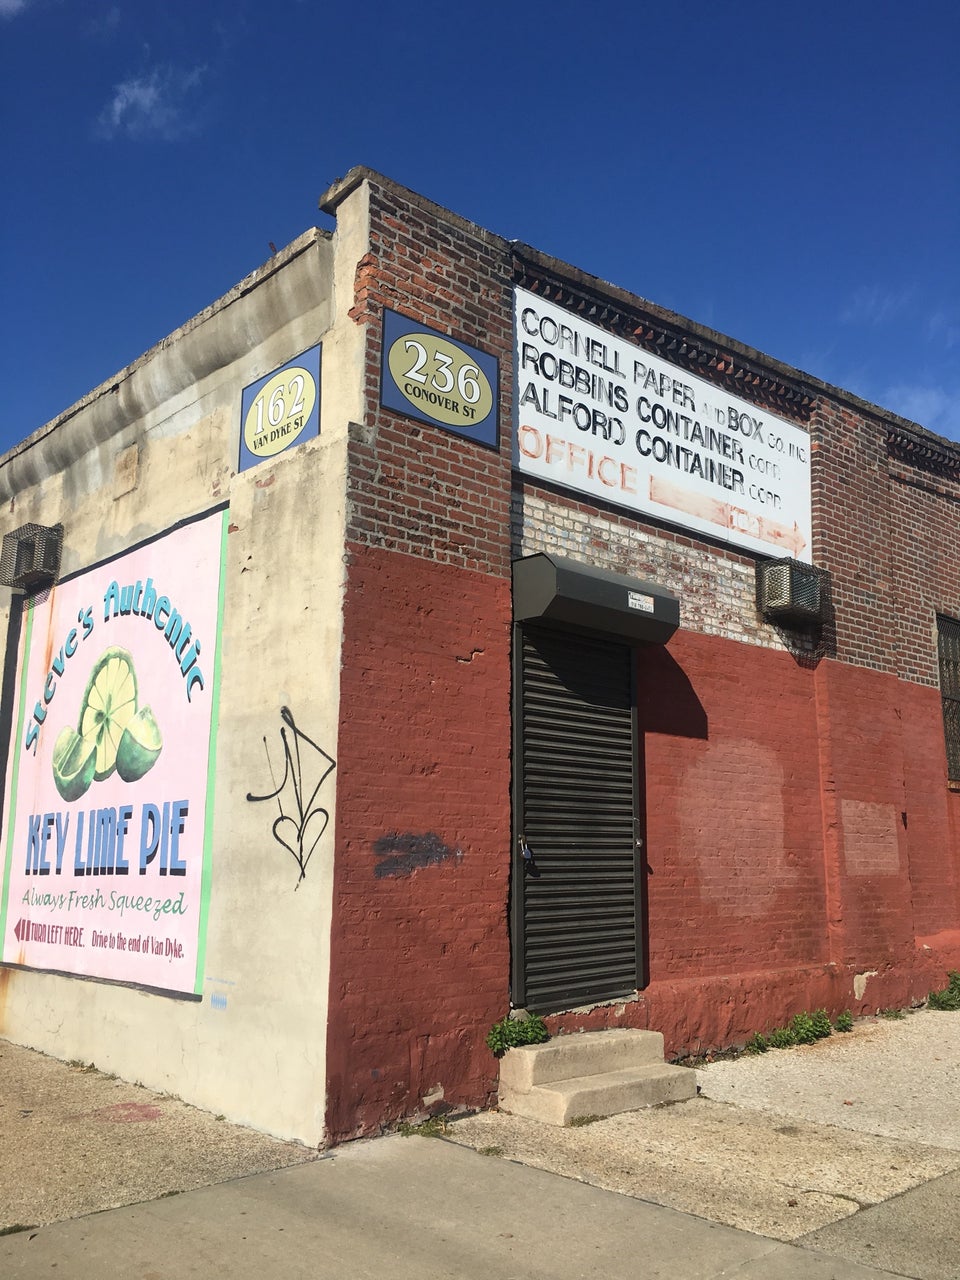 162
VAN DYKE ST
236
CONOVER ST
CORNELL PAPER AND BOX CO. INC.
ROBBINS CONTAINER CORP.
ALFORD CONTAINER CORP.
OFFICE
Steve's Authentic
KEY LIME PIE
Always Fresh Squeezed
TURN LEFT HERE. Drive to the end of Van Dyke.